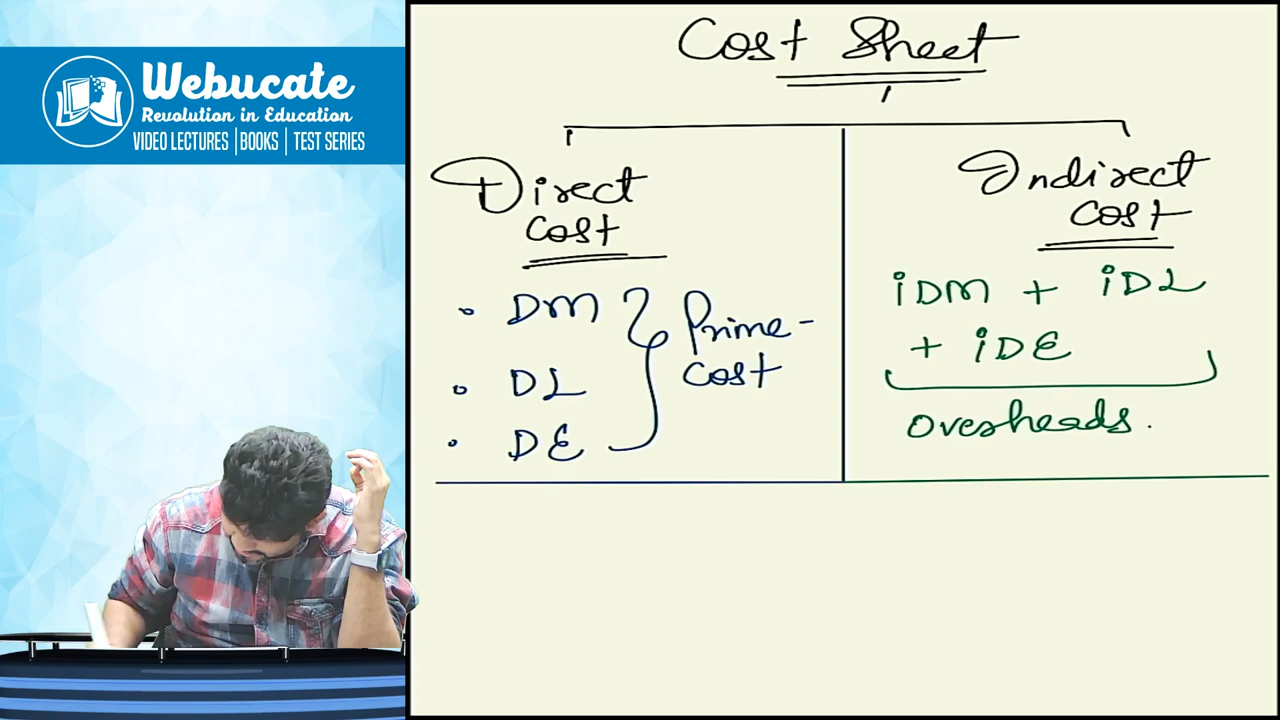 Webucate
Revolution in Education
VIDEO LECTURES | BOOKS | TEST SERIES
Cost Sheet
Direct
Cost
• DM
• DL
• DE
Prime-
Cost
Indirect
Cost
iDM + iDL
+ iDE
Overheads.